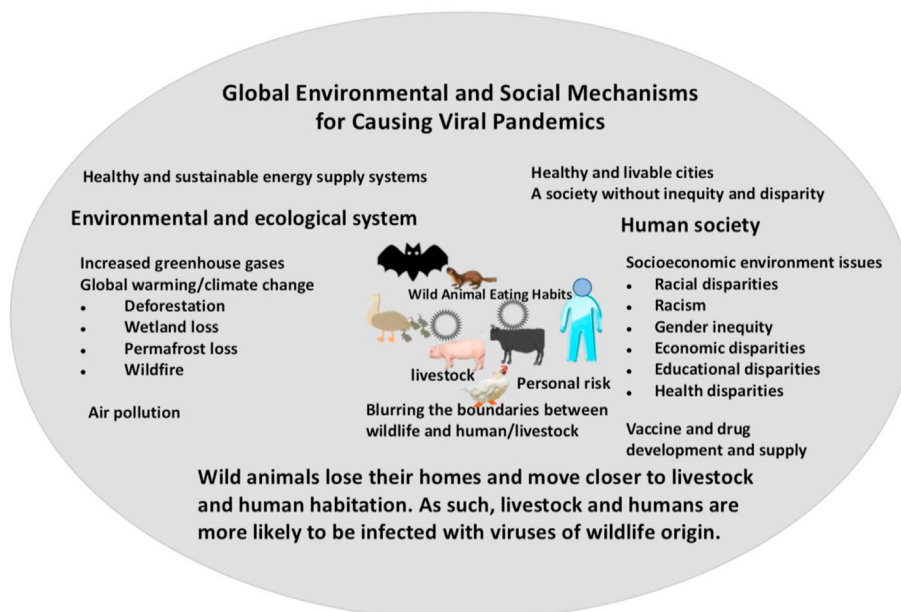 Global Environmental and Social Mechanisms
for Causing Viral Pandemics
Healthy and sustainable energy supply systems
Healthy and livable cities
A society without inequity and disparity
Environmental and ecological system
Increased greenhouse gases
Global warming/climate change
• Deforestation
• Wetland loss
• Permafrost loss
• Wildfire
Air pollution
Wild Animal Eating Habits
livestock
Personal risk
Blurring the boundaries between
wildlife and human/livestock
Human society
Socioeconomic environment issues
• Racial disparities
• Racism
• Gender inequity
• Economic disparities
• Educational disparities
• Health disparities
Vaccine and drug
development and supply
Wild animals lose their homes and move closer to livestock
and human habitation. As such, livestock and humans are
more likely to be infected with viruses of wildlife origin.